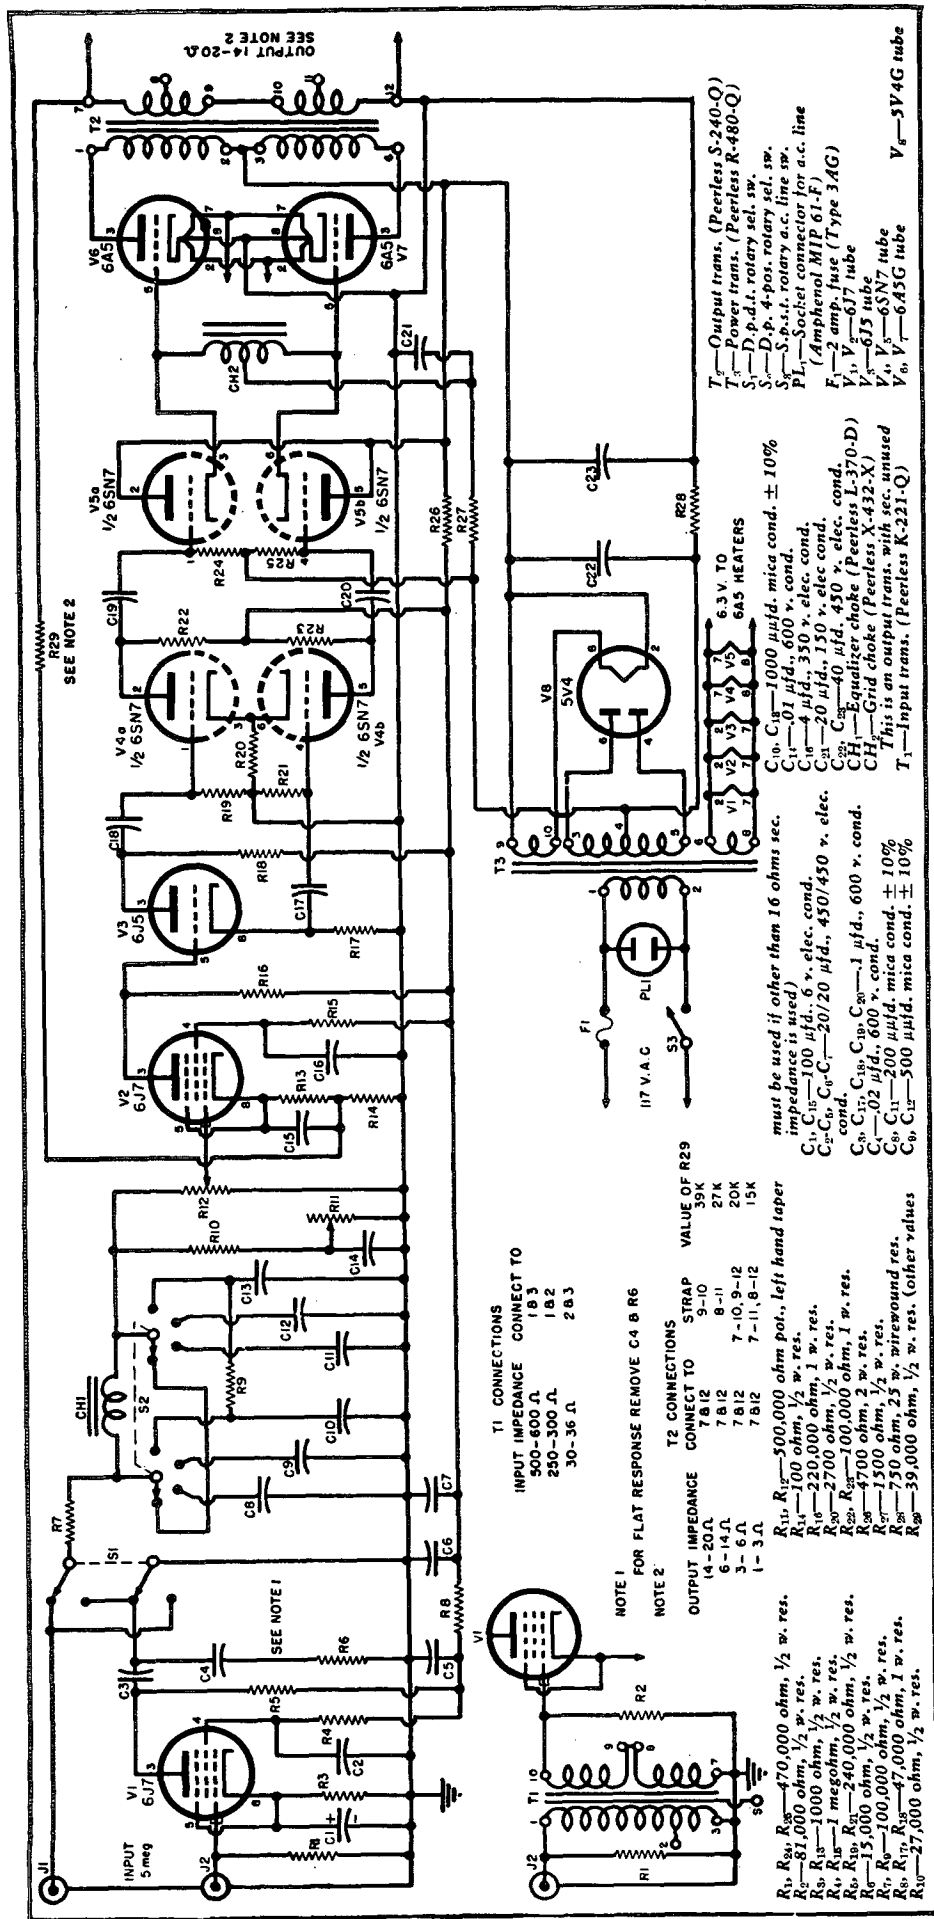 J1
INPUT
5 meg
J2
R1
V1
6J7
3
5
4
8
C1
R3
C2
R4
R5
C3
C4
SEE NOTE 1
R6
C5
R8
S1
R7
C6
C7
CH1
S2
C8
C9
C10
R9
C11
C12
C13
R10
C14
R11
R12
V2
6J7
3
5
4
8
C15
R13
R14
C16
R15
R16
V3
6J5
3
5
8
R17
C17
R18
C18
R19
R20
R21
V4a
1/2 6SN7
1/2 6SN7
V4b
R22
R23
C19
C20
R24
R25
V5a
1/2 6SN7
V5b
1/2 6SN7
R29
SEE NOTE 2
R26
R27
CH2
C21
V6
6A5
6A5
V7
T2
OUTPUT 14-20Ω
SEE NOTE 2
J2
R1
T1
R2
V1
T1 CONNECTIONS
INPUT IMPEDANCE CONNECT TO
500-600 Ω 1&3
250-300 Ω 1&2
30-36 Ω 2&3
NOTE 1
FOR FLAT RESPONSE REMOVE C4 & R6
NOTE 2
T2 CONNECTIONS
OUTPUT IMPEDANCE CONNECT TO STRAP VALUE OF R29
14-20Ω 7&12 9-10 39K
6-14Ω 7&12 8-11 27K
3-6Ω 7&12 7-10,9-12 20K
1-3Ω 7&12 7-11,8-12 15K
117 V.A.C
F1
S3
PL1
T3
V8
5V4
C22
C23
R28
V1 V2 V3 V4 V5
6.3 V. TO
6A5 HEATERS
R1, R24, R25—470,000 ohm, 1/2 w. res.
R2—81,000 ohm, 1/2 w. res.
R3, R13—1000 ohm, 1/2 w. res.
R4, R15—1 megohm, 1/2 w. res.
R5, R19, R21—240,000 ohm, 1/2 w. res.
R6—15,000 ohm, 1/2 w. res.
R7, R9—100,000 ohm, 1/2 w. res.
R8, R17, R18—47,000 ohm, 1 w. res.
R10—27,000 ohm, 1/2 w. res.
R11, R12—500,000 ohm pot., left hand taper
R14—100 ohm, 1/2 w. res.
R16—220,000 ohm, 1 w. res.
R20—2700 ohm, 1/2 w. res.
R22, R23—100,000 ohm, 1 w. res.
R26—4700 ohm, 2 w. res.
R27—1500 ohm, 1/2 w. res.
R28—750 ohm, 25 w. wirewound res.
R29—39,000 ohm, 1/2 w. res. (other values
must be used if other than 16 ohms sec.
impedance is used)
C1, C15—100 μfd., 6 v. elec. cond.
C2-C5, C6-C7—20/20 μfd., 450/450 v. elec.
cond.
C3, C17, C18, C19, C20—.1 μfd., 600 v. cond.
C4—.02 μfd., 600 v. cond.
C8, C11—200 μμfd. mica cond. ± 10%
C9, C12—500 μμfd. mica cond. ± 10%
C10, C13—1000 μμfd. mica cond. ± 10%
C14—.01 μfd., 600 v. cond.
C16—4 μfd., 350 v. elec. cond.
C21—20 μfd., 150 v. elec cond.
C22, C23—40 μfd. 450 v. elec. cond.
CH1—Equalizer choke (Peerless L-370-D)
CH2—Grid choke (Peerless X-432-X)
This is an output trans. with sec. unused
T1—Input trans. (Peerless K-221-Q)
T2—Output trans. (Peerless S-240-Q)
T3—Power trans. (Peerless R-480-Q)
S1—D.p.d.t. rotary sel. sw.
S2—D.p. 4-pos. rotary sel. sw.
S3—S.p.s.t. rotary a.c. line sw.
PL1—Socket connector for a.c. line
(Amphenol MIP 61-F)
F1—2 amp. fuse (Type 3AG)
V1, V2—6J7 tube
V3—6J5 tube
V4, V5—6SN7 tube
V6, V7—6A5G tube
V8—5V4G tube